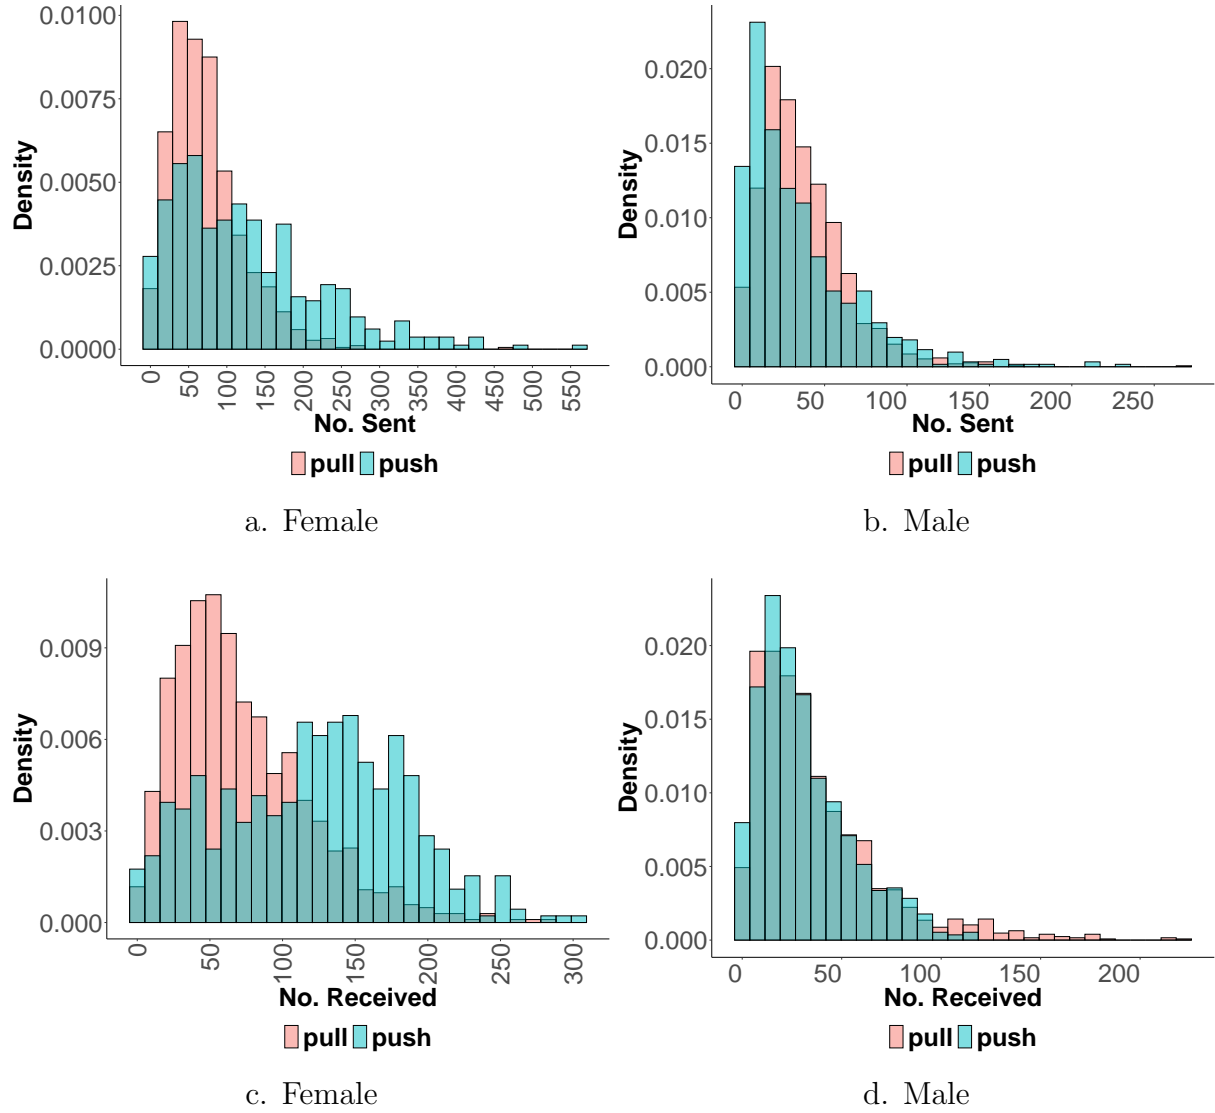 0.0100
0.0075
0.0050
0.0025
0.0000
Density
0 50 100 150 200 250 300 350 400 450 500 550
No. Sent
pull push
a. Female
0.020
0.015
0.010
0.005
0.000
Density
0 50 100 150 200 250
No. Sent
pull push
b. Male
0.009
0.006
0.003
0.000
Density
0 50 100 150 200 250 300
No. Received
pull push
c. Female
0.020
0.015
0.010
0.005
0.000
Density
0 50 100 150 200
No. Received
pull push
d. Male